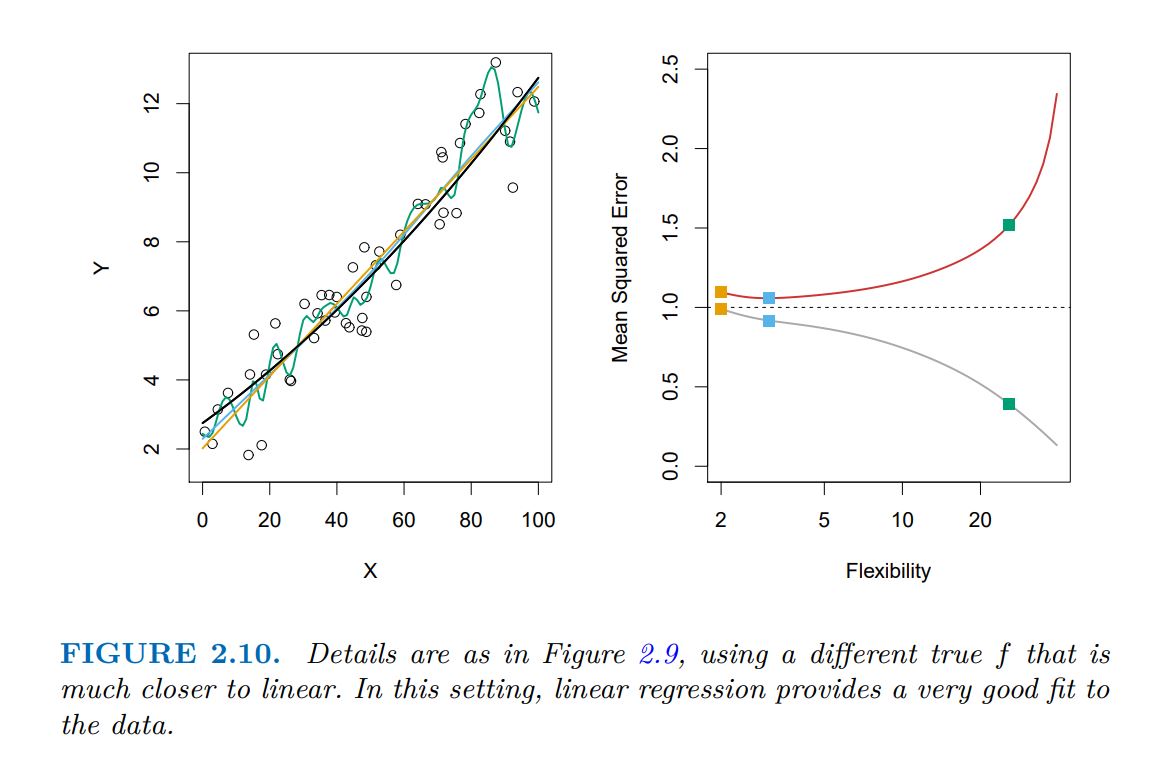 Y
12
10
8
6
4
2
0 20 40 60 80 100
X
Mean Squared Error
2.5
2.0
1.5
1.0
0.5
0.0
2 5 10 20
Flexibility
FIGURE 2.10. Details are as in Figure 2.9, using a different true f that is
much closer to linear. In this setting, linear regression provides a very good fit to
the data.